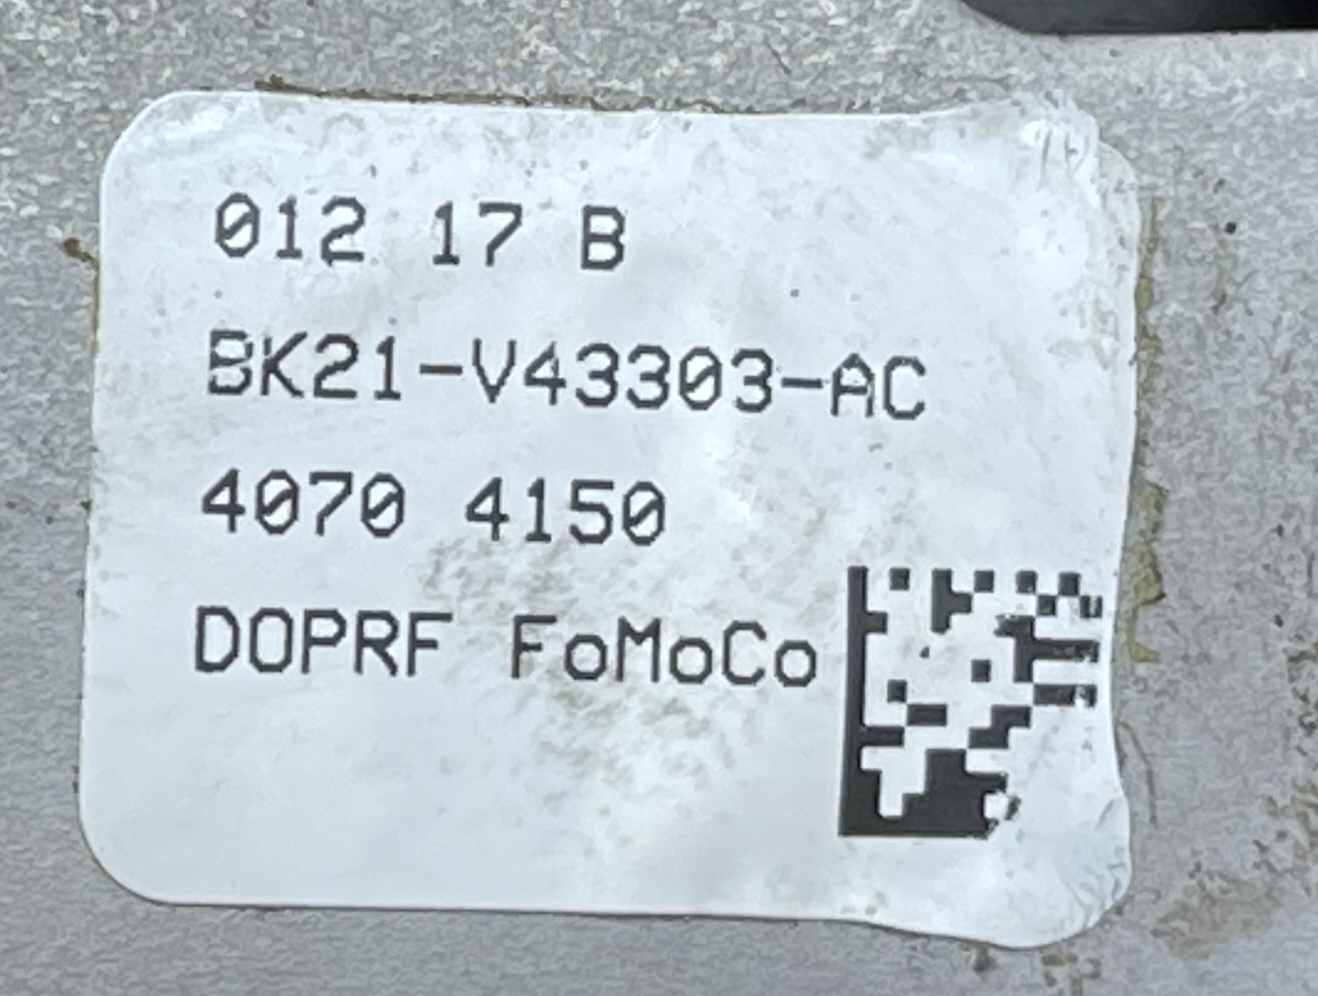 012 17 B
BK21-V43303-AC
4070 4150
DOPRF FoMoCo